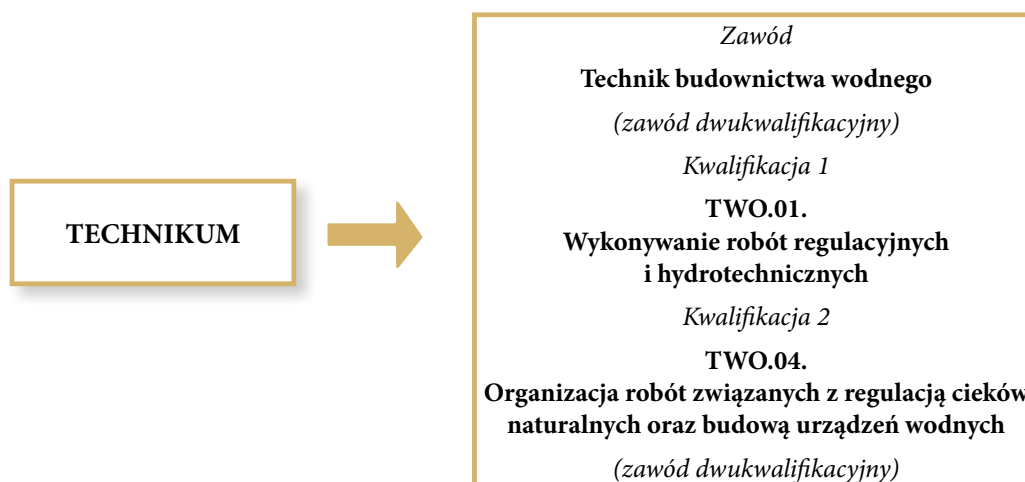 TECHNIKUM
Zawód
Technik budownictwa wodnego
(zawód dwukwalifikacyjny)
Kwalifikacja 1
TWO.01.
Wykonywanie robót regulacyjnych
i hydrotechnicznych
Kwalifikacja 2
TWO.04.
Organizacja robót związanych z regulacją cieków
naturalnych oraz budową urządzeń wodnych
(zawód dwukwalifikacyjny)